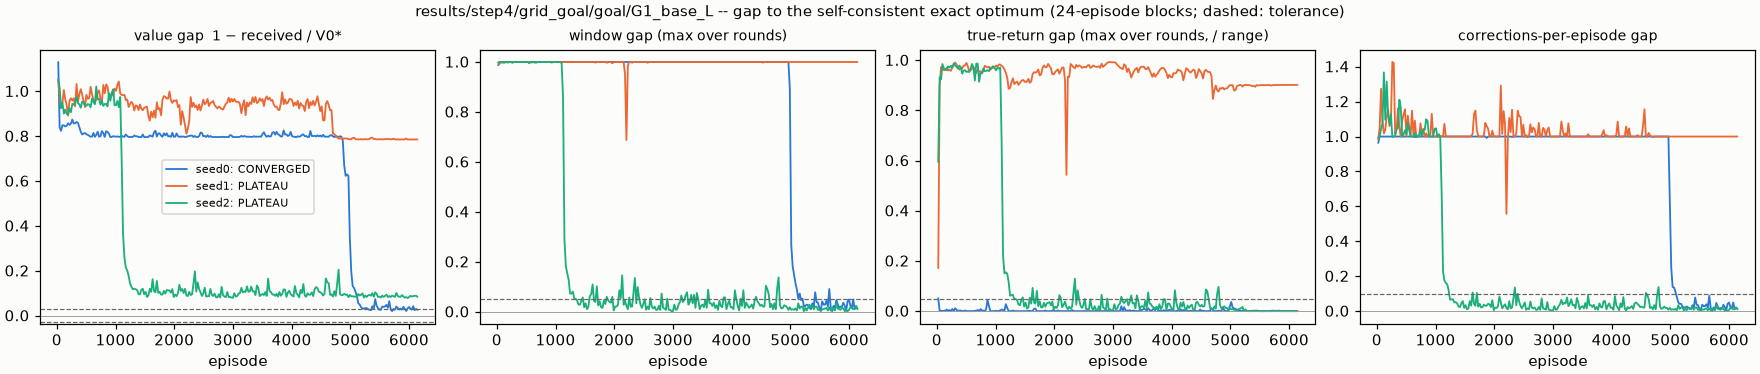 results/step4/grid_goal/goal/G1_base_L -- gap to the self-consistent exact optimum (24-episode blocks; dashed: tolerance)
value gap 1 − received / V0*
1.0
0.8
0.6
0.4
0.2
0.0
seed0: CONVERGED
seed1: PLATEAU
seed2: PLATEAU
0 1000 2000 3000 4000 5000 6000
episode
window gap (max over rounds)
1.0
0.8
0.6
0.4
0.2
0.0
0 1000 2000 3000 4000 5000 6000
episode
true-return gap (max over rounds, / range)
1.0
0.8
0.6
0.4
0.2
0.0
0 1000 2000 3000 4000 5000 6000
episode
corrections-per-episode gap
1.4
1.2
1.0
0.8
0.6
0.4
0.2
0.0
0 1000 2000 3000 4000 5000 6000
episode